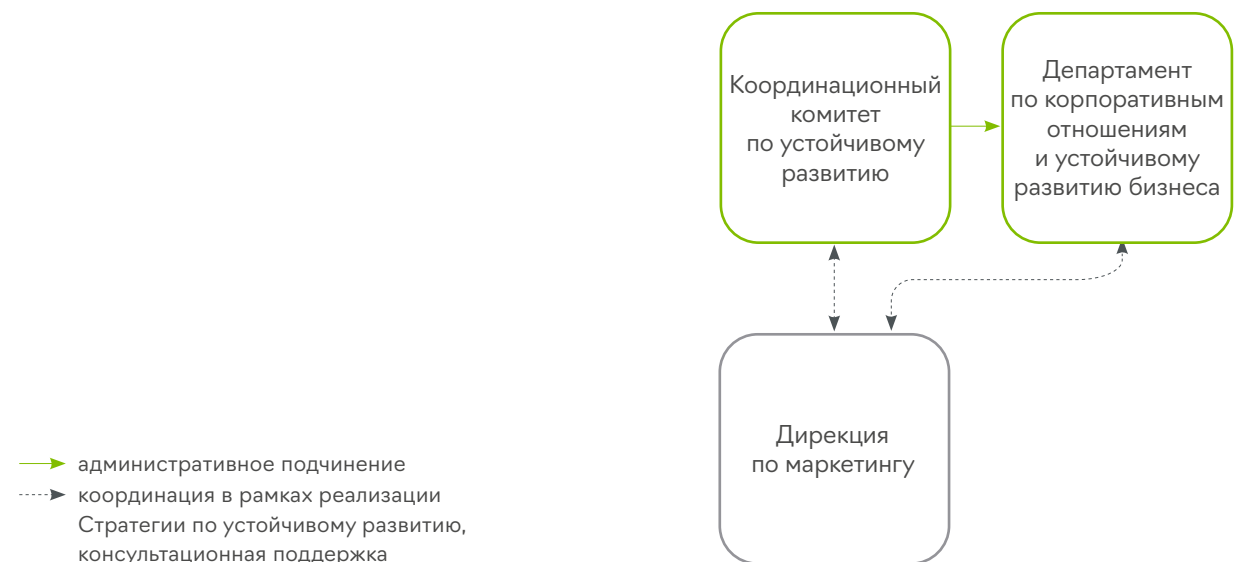 Координационный
комитет
по устойчивому
развитию
Департамент
по корпоративным
отношениям
и устойчивому
развитию бизнеса
Дирекция
по маркетингу
административное подчинение
координация в рамках реализации
Стратегии по устойчивому развитию,
консультационная поддержка